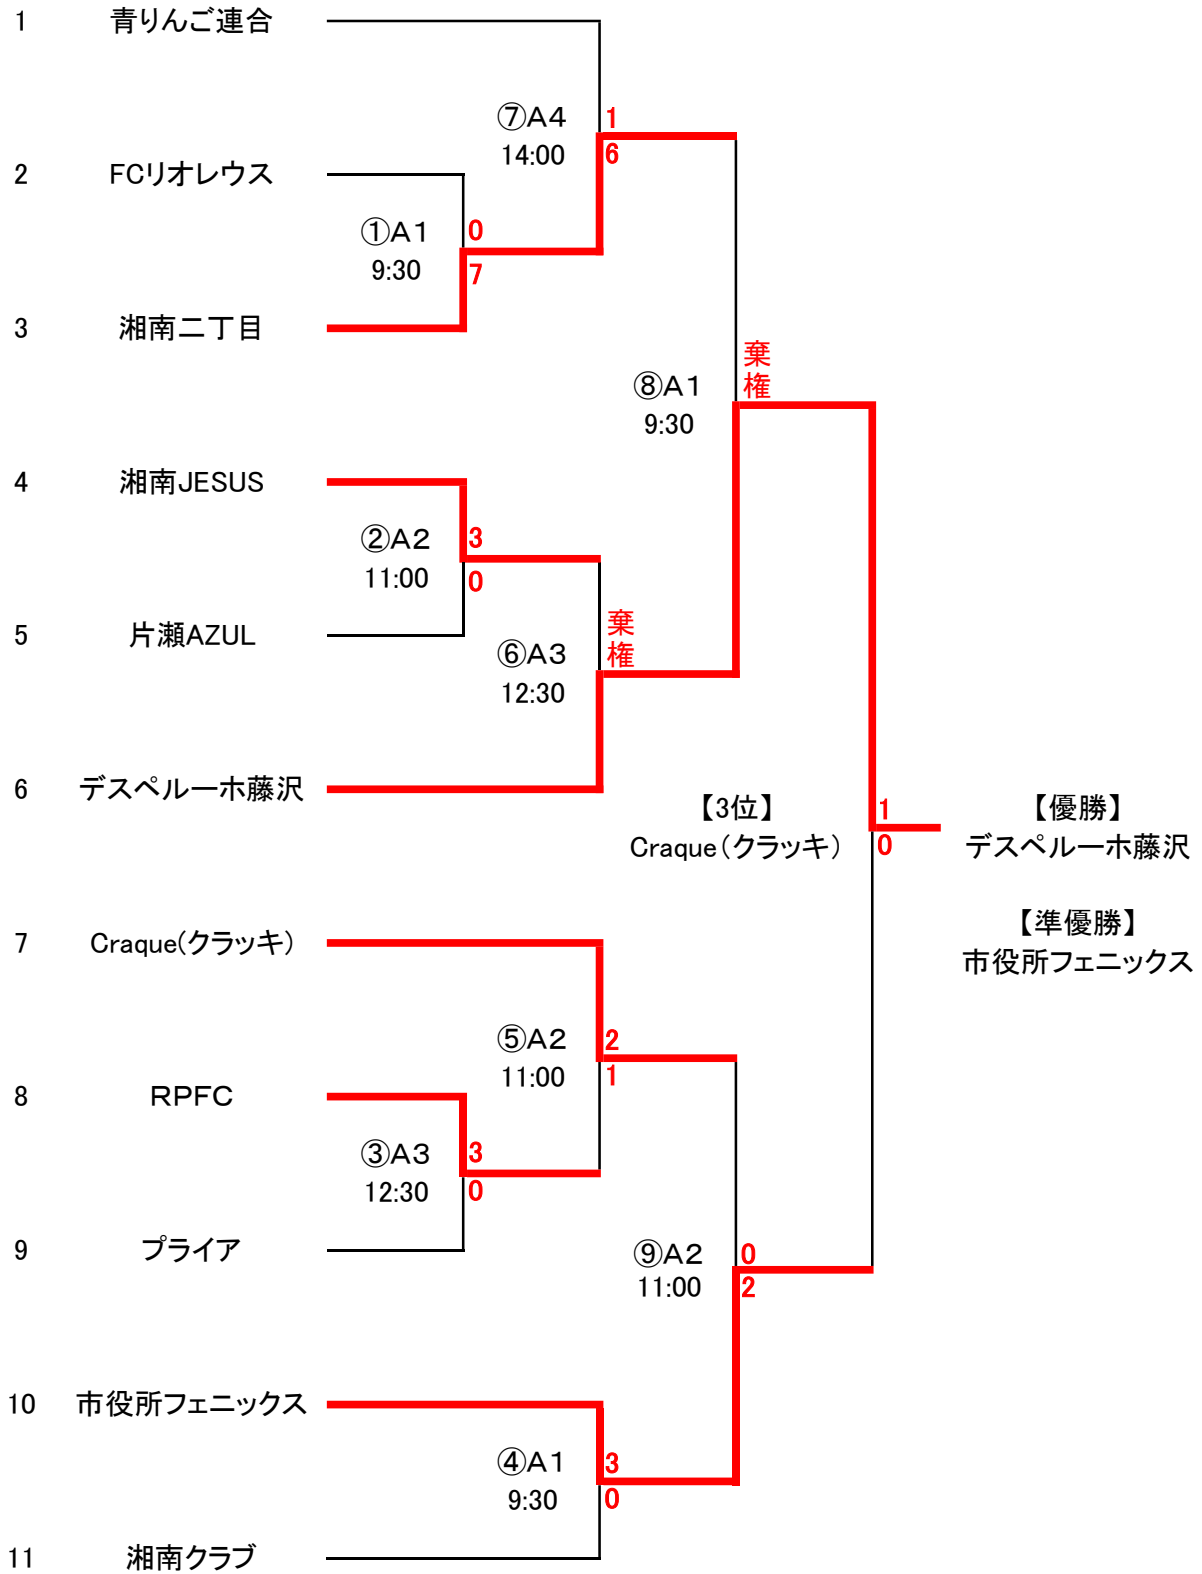 1 青りんご連合
⑦A4 1
14:00 6
2 FCリオレウス
①A1 0
9:30 7
3 湘南二丁目
棄権
⑧A1
9:30
4 湘南JESUS
②A2 3
11:00 0
棄権
5 片瀬AZUL
⑥A3
12:30
6 デスペルーホ藤沢
【3位】 1 【優勝】
Craque(クラッキ) 0 デスペルーホ藤沢
【準優勝】
7 Craque(クラッキ)
市役所フェニックス
⑤A2 2
11:00 1
8 RPFC
③A3 3
12:30 0
9 プライア
⑨A2 0
11:00 2
10 市役所フェニックス
④A1 3
9:30 0
11 湘南クラブ